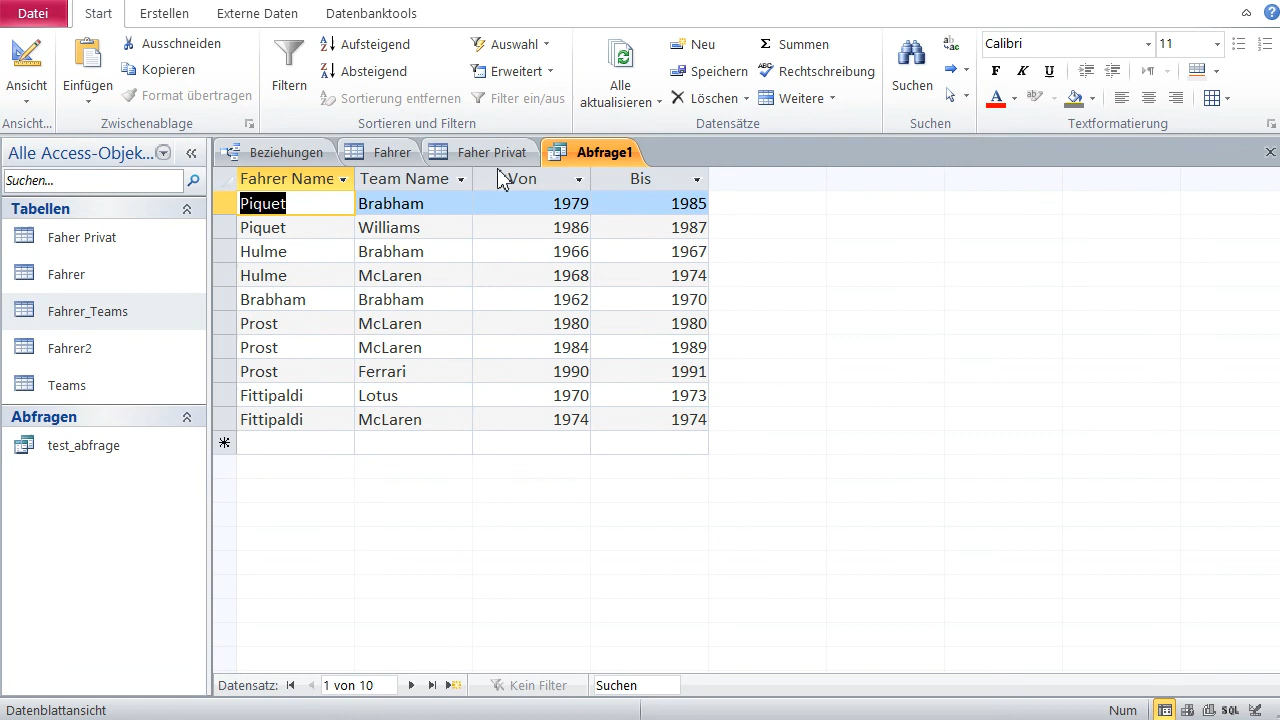 Datei Start Erstellen Externe Daten Datenbanktools
Ansicht
Ansicht...
Einfügen
Ausschneiden
Kopieren
Format übertragen
Zwischenablage
Filtern
Aufsteigend
Absteigend
Sortierung entfernen
Auswahl
Erweitert
Filter ein/aus
Sortieren und Filtern
Alle
aktualisieren
Neu
Speichern
Löschen
Summen
Rechtschreibung
Weitere
Datensätze
Suchen
Suchen
Calibri 11
F K U
Textformatierung
Alle Access-Objek...
Suchen...
Tabellen
Faher Privat
Fahrer
Fahrer_Teams
Fahrer2
Teams
Abfragen
test_abfrage
Beziehungen Fahrer Faher Privat Abfrage1
Fahrer Name Team Name Von Bis
Piquet Brabham 1979 1985
Piquet Williams 1986 1987
Hulme Brabham 1966 1967
Hulme McLaren 1968 1974
Brabham Brabham 1962 1970
Prost McLaren 1980 1980
Prost McLaren 1984 1989
Prost Ferrari 1990 1991
Fittipaldi Lotus 1970 1973
Fittipaldi McLaren 1974 1974
Datensatz: 1 von 10 Kein Filter Suchen
Datenblattansicht Num SQL